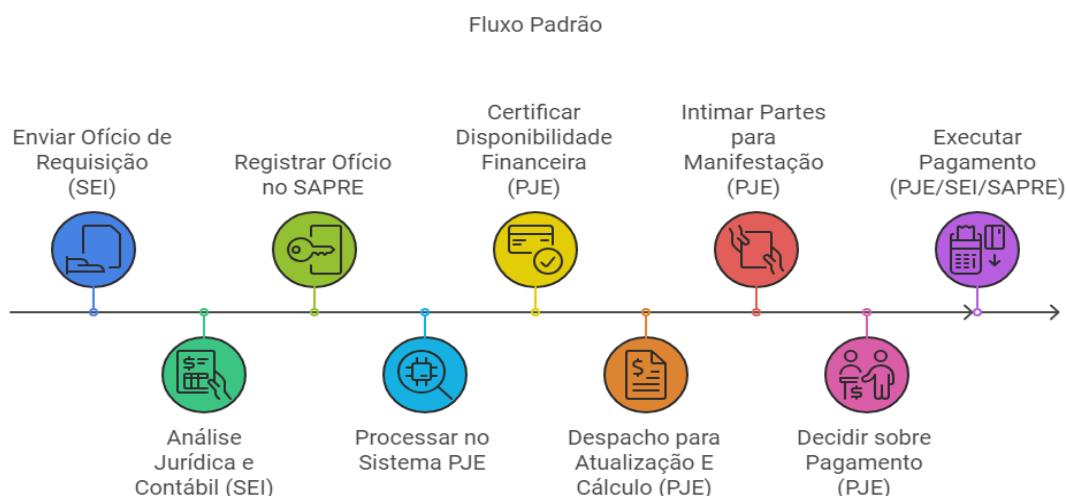 Fluxo Padrão
Enviar Ofício de
Requisição
(SEI)
Análise
Jurídica e
Contábil (SEI)
Registrar Ofício
no SAPRE
Processar no
Sistema PJE
Certificar
Disponibilidade
Financeira
(PJE)
Despacho para
Atualização E
Cálculo (PJE)
Intimar Partes
para
Manifestação
(PJE)
Decidir sobre
Pagamento
(PJE)
Executar
Pagamento
(PJE/SEI/SAPRE)